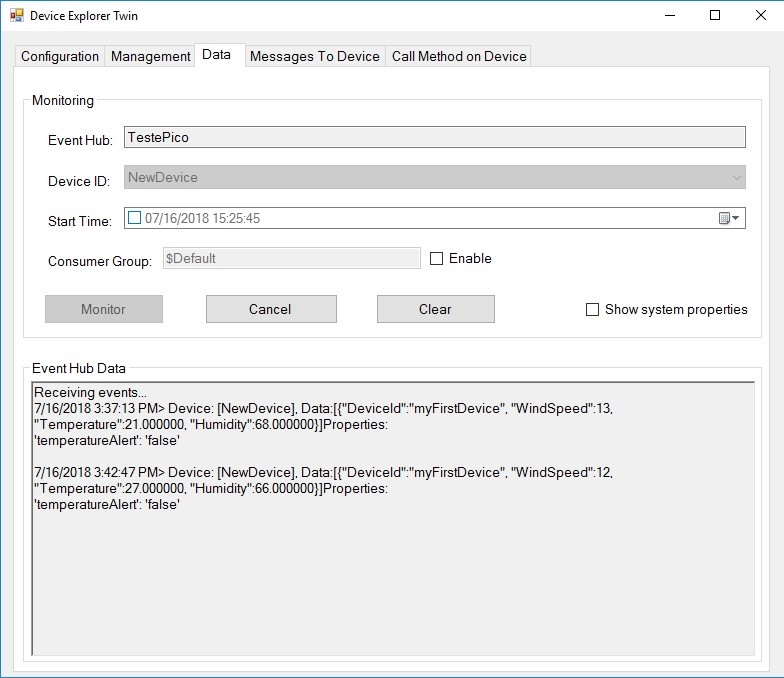 Device Explorer Twin
Configuration Management Data Messages To Device Call Method on Device
Monitoring
Event Hub: TestePico
Device ID: NewDevice
Start Time: 07/16/2018 15:25:45
Consumer Group: $Default Enable
Monitor Cancel Clear Show system properties
Event Hub Data
Receiving events...
7/16/2018 3:37:13 PM> Device: [NewDevice], Data:[{"DeviceId":"myFirstDevice", "WindSpeed":13,
"Temperature":21.000000, "Humidity":68.000000}]Properties:
'temperatureAlert': 'false'
7/16/2018 3:42:47 PM> Device: [NewDevice], Data:[{"DeviceId":"myFirstDevice", "WindSpeed":12,
"Temperature":27.000000, "Humidity":66.000000}]Properties:
'temperatureAlert': 'false'